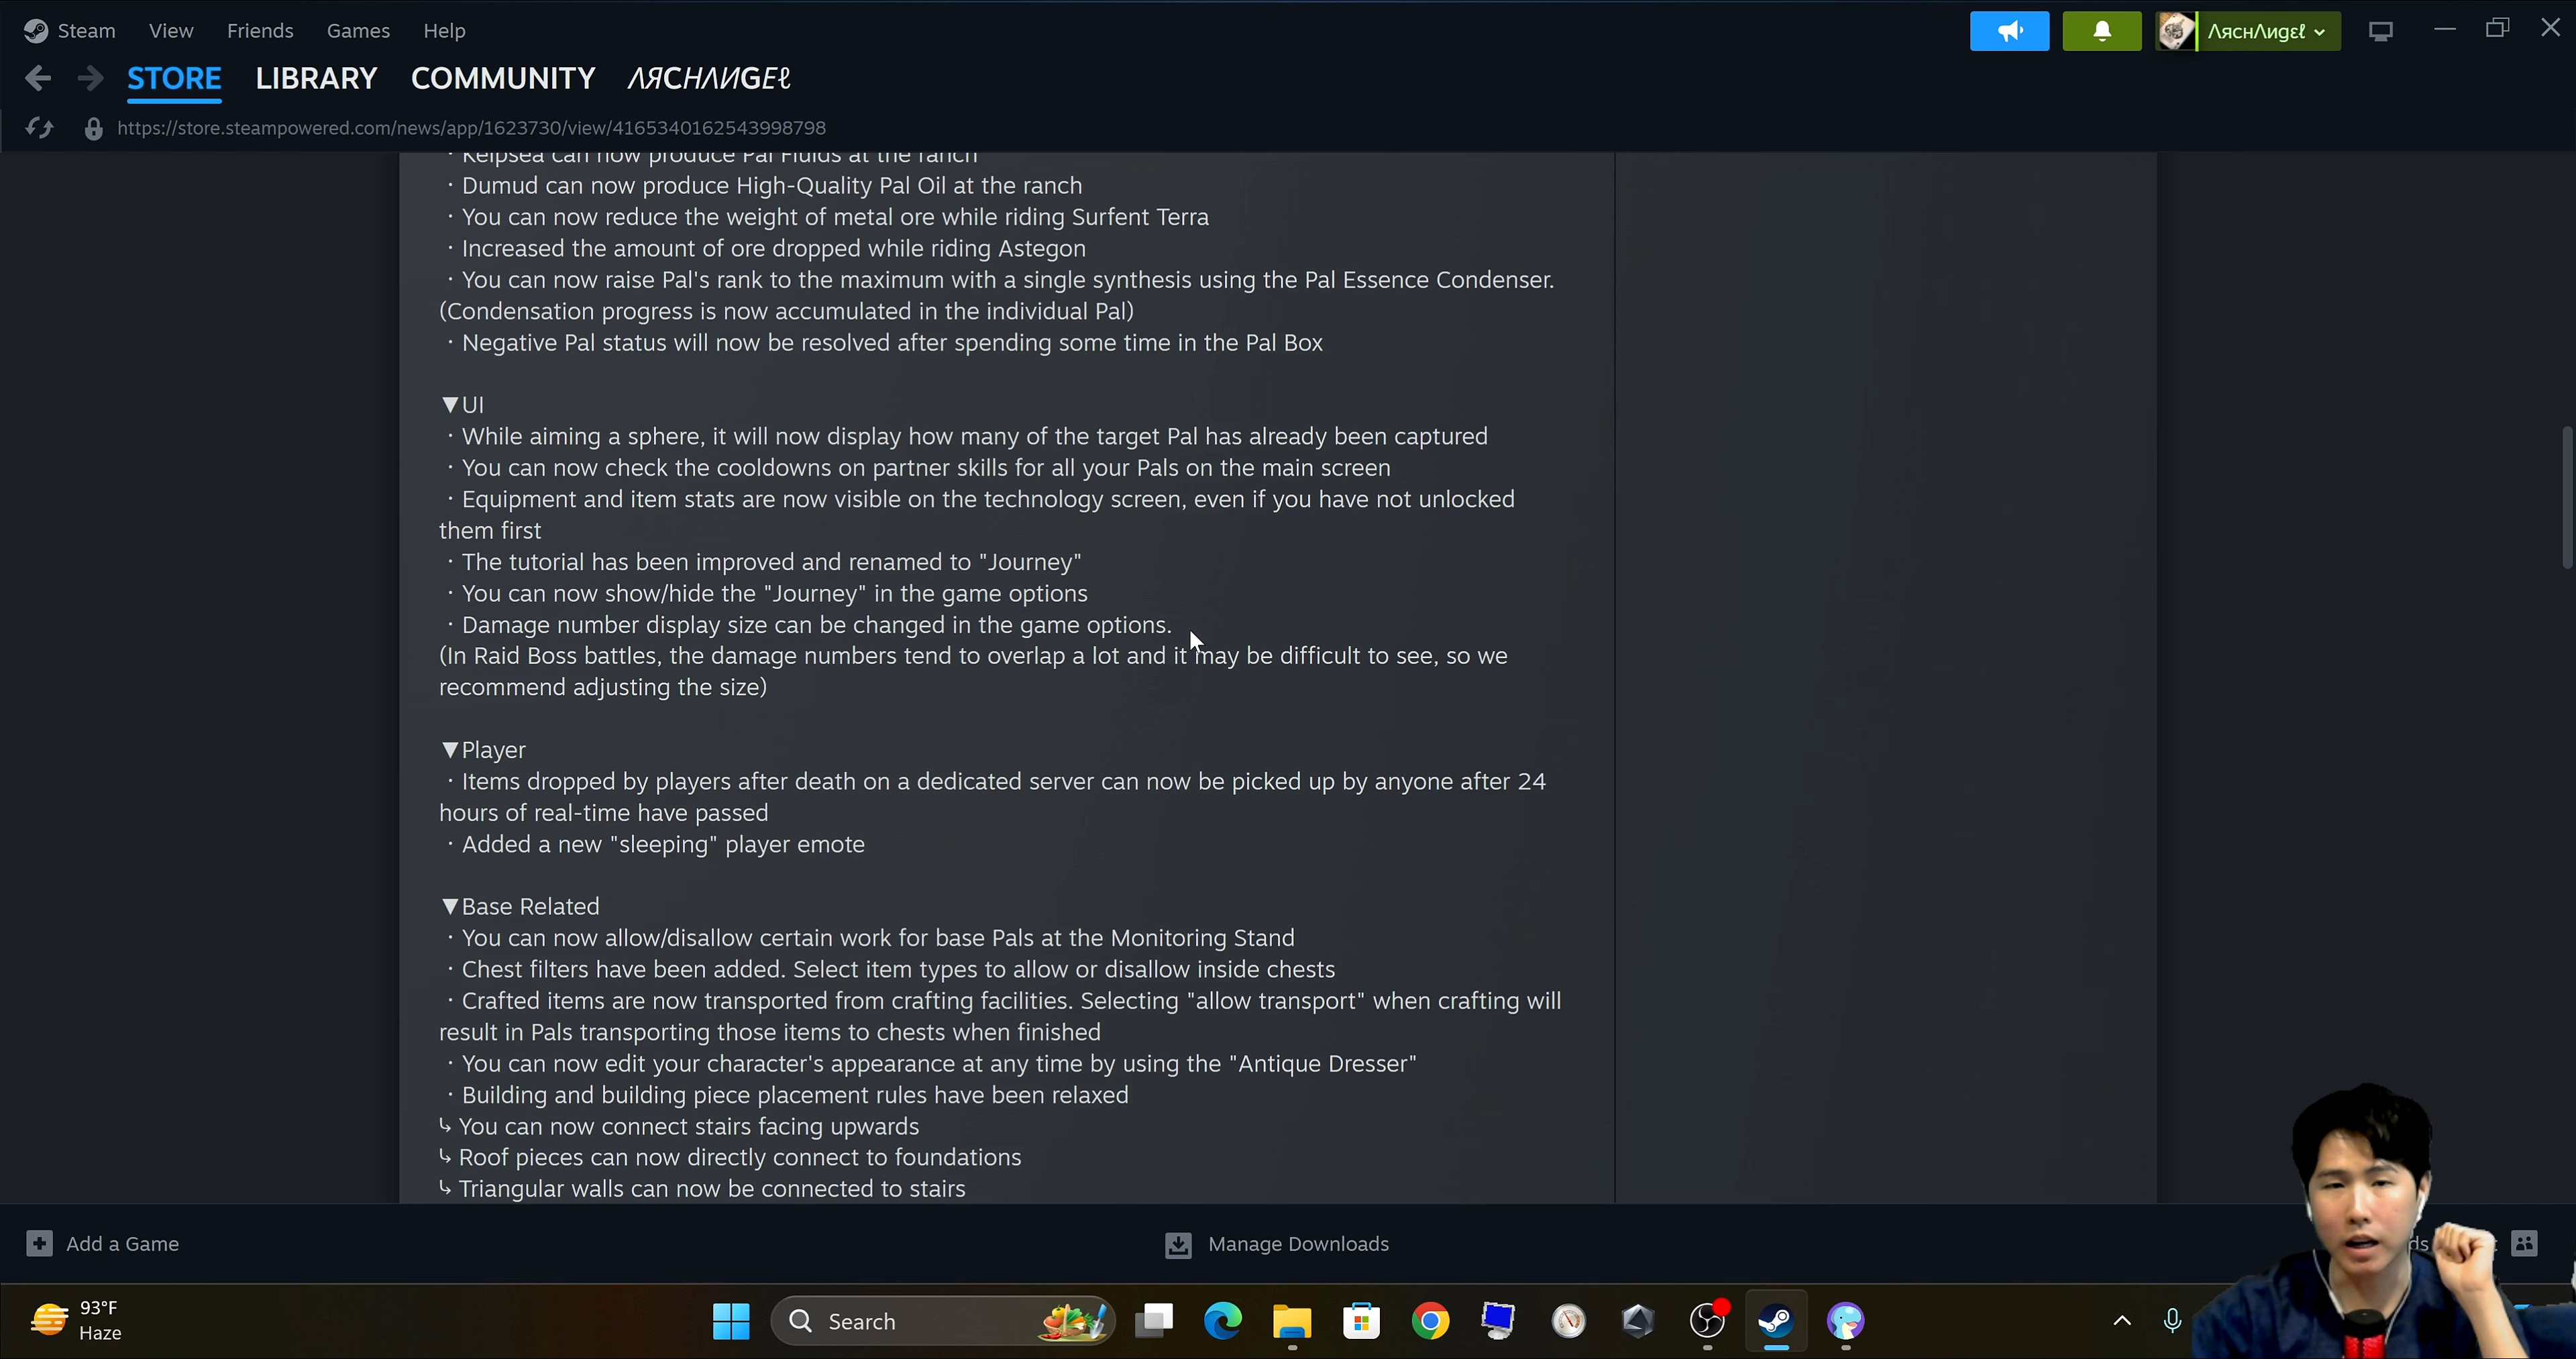 Steam View Friends Games Help
ΛЯCHΛИgɛℓ
STORE LIBRARY COMMUNITY ΛЯCHΛИGEℓ
https://store.steampowered.com/news/app/1623730/view/4165340162543998798
· Kelpsea can now produce Pal Fluids at the ranch
· Dumud can now produce High-Quality Pal Oil at the ranch
· You can now reduce the weight of metal ore while riding Surfent Terra
· Increased the amount of ore dropped while riding Astegon
· You can now raise Pal's rank to the maximum with a single synthesis using the Pal Essence Condenser.
(Condensation progress is now accumulated in the individual Pal)
· Negative Pal status will now be resolved after spending some time in the Pal Box
▼UI
· While aiming a sphere, it will now display how many of the target Pal has already been captured
· You can now check the cooldowns on partner skills for all your Pals on the main screen
· Equipment and item stats are now visible on the technology screen, even if you have not unlocked
them first
· The tutorial has been improved and renamed to "Journey"
· You can now show/hide the "Journey" in the game options
· Damage number display size can be changed in the game options.
(In Raid Boss battles, the damage numbers tend to overlap a lot and it may be difficult to see, so we
recommend adjusting the size)
▼Player
· Items dropped by players after death on a dedicated server can now be picked up by anyone after 24
hours of real-time have passed
· Added a new "sleeping" player emote
▼Base Related
· You can now allow/disallow certain work for base Pals at the Monitoring Stand
· Chest filters have been added. Select item types to allow or disallow inside chests
· Crafted items are now transported from crafting facilities. Selecting "allow transport" when crafting will
result in Pals transporting those items to chests when finished
· You can now edit your character's appearance at any time by using the "Antique Dresser"
· Building and building piece placement rules have been relaxed
↳ You can now connect stairs facing upwards
↳ Roof pieces can now directly connect to foundations
↳ Triangular walls can now be connected to stairs
Add a Game
Manage Downloads
93°F
Haze
Search